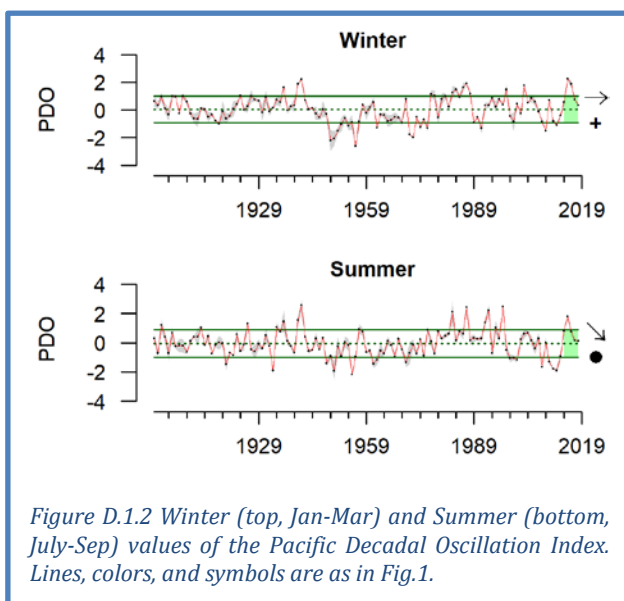 Winter
PDO
4
2
0
-2
-4
+
1929 1959 1989 2019
Summer
PDO
4
2
0
-2
-4
1929 1959 1989 2019
Figure D.1.2 Winter (top, Jan-Mar) and Summer (bottom,
July-Sep) values of the Pacific Decadal Oscillation Index.
Lines, colors, and symbols are as in Fig.1.